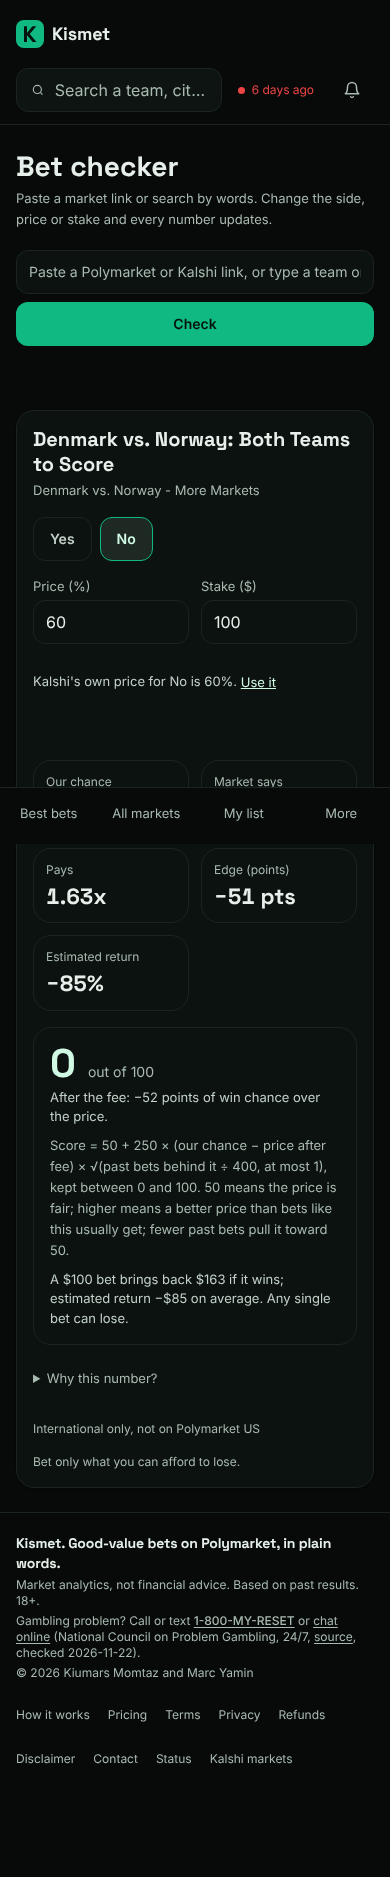 Kismet
Search a team, cit...
6 days ago
Bet checker
Paste a market link or search by words. Change the side,
price or stake and every number updates.
Paste a Polymarket or Kalshi link, or type a team o
Check
Denmark vs. Norway: Both Teams
to Score
Denmark vs. Norway - More Markets
Yes
No
Price (%)
Stake ($)
60
100
Kalshi's own price for No is 60%. Use it
Our chance
Market says
Best bets
All markets
My list
More
Pays
Edge (points)
1.63x
−51 pts
Estimated return
−85%
0 out of 100
After the fee: −52 points of win chance over
the price.
Score = 50 + 250 × (our chance − price after
fee) × √(past bets behind it ÷ 400, at most 1),
kept between 0 and 100. 50 means the price is
fair; higher means a better price than bets like
this usually get; fewer past bets pull it toward
50.
A $100 bet brings back $163 if it wins;
estimated return −$85 on average. Any single
bet can lose.
Why this number?
International only, not on Polymarket US
Bet only what you can afford to lose.
Kismet. Good-value bets on Polymarket, in plain
words.
Market analytics, not financial advice. Based on past results.
18+.
Gambling problem? Call or text 1-800-MY-RESET or chat
online (National Council on Problem Gambling, 24/7, source,
checked 2026-11-22).
© 2026 Kiumars Momtaz and Marc Yamin
How it works
Pricing
Terms
Privacy
Refunds
Disclaimer
Contact
Status
Kalshi markets